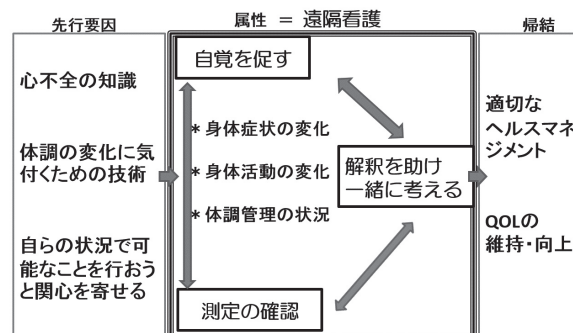 先行要因
心不全の知識
体調の変化に気
付くための技術
自らの状況で可
能なことを行おう
と関心を寄せる
属性 = 遠隔看護
自覚を促す
* 身体症状の変化
* 身体活動の変化
* 体調管理の状況
解釈を助け
一緒に考える
測定の確認
帰結
適切な
ヘルスマネ
ジメント
QOLの
維持・向上